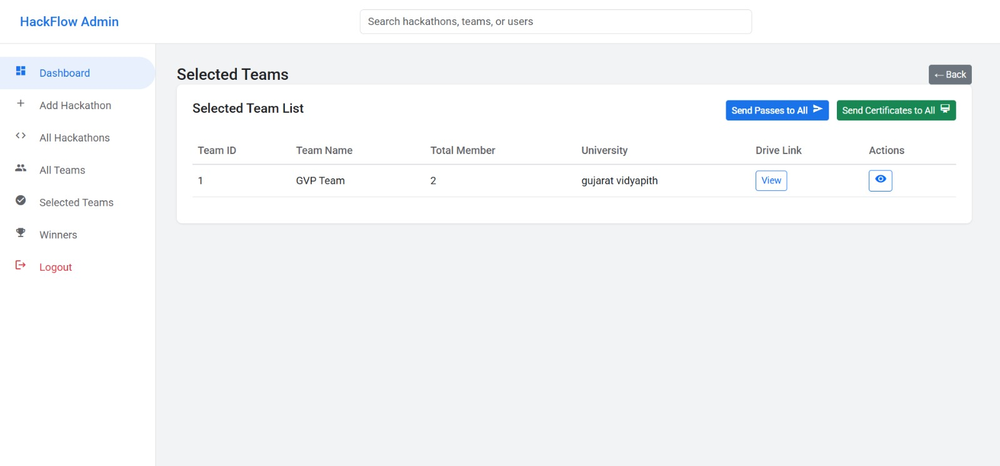 HackFlow Admin
Search hackathons, teams, or users
Dashboard
Add Hackathon
All Hackathons
All Teams
Selected Teams
Winners
Logout
Selected Teams
← Back
Selected Team List
Send Passes to All
Send Certificates to All
Team ID Team Name Total Member University Drive Link Actions
1 GVP Team 2 gujarat vidyapith View